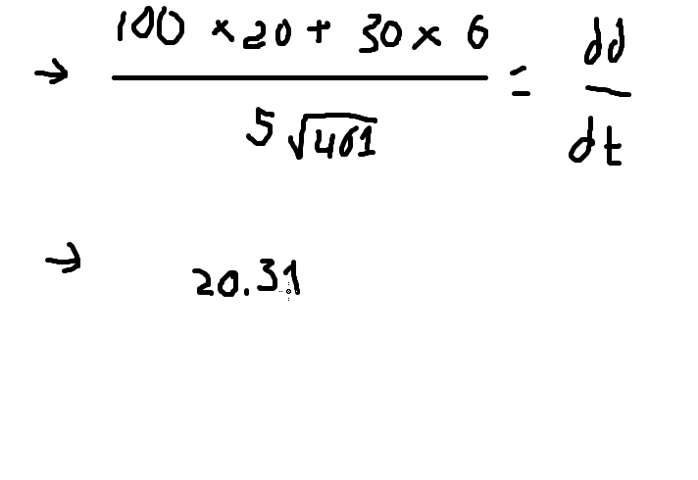 → 100 × 20 + 30 × 6 = dd
5 √461 dt
→ 20.31